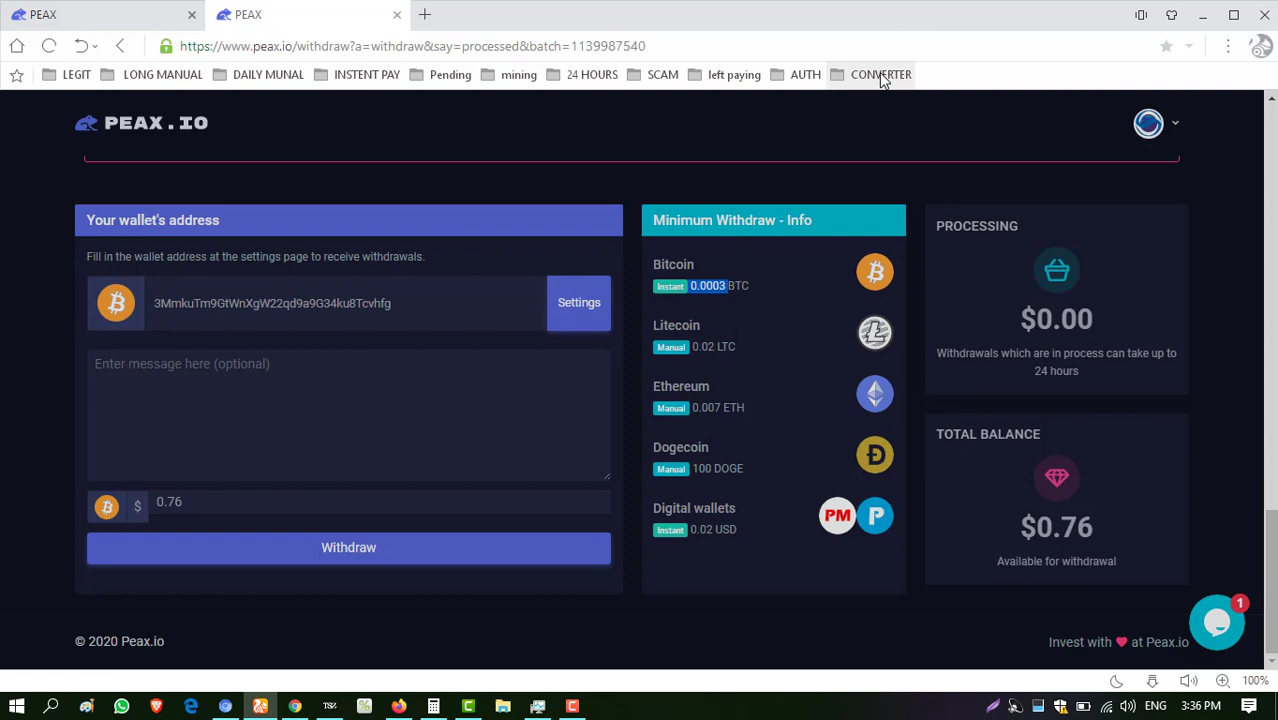 PEAX
PEAX
https://www.peax.io/withdraw?a=withdraw&say=processed&batch=1139987540
LEGIT LONG MANUAL DAILY MUNAL INSTENT PAY Pending mining 24 HOURS SCAM left paying AUTH CONVERTER
PEAX.IO
Your wallet's address
Fill in the wallet address at the settings page to receive withdrawals.
3MmkuTm9GtWnXgW22qd9a9G34ku8Tcvhfg
Settings
Enter message here (optional)
$ 0.76
Withdraw
Minimum Withdraw - Info
Bitcoin
Instant 0.0003 BTC
Litecoin
Manual 0.02 LTC
Ethereum
Manual 0.007 ETH
Dogecoin
Manual 100 DOGE
Digital wallets
Instant 0.02 USD
PM
PROCESSING
$0.00
Withdrawals which are in process can take up to
24 hours
TOTAL BALANCE
$0.76
Available for withdrawal
1
© 2020 Peax.io
Invest with at Peax.io
100%
ENG 3:36 PM